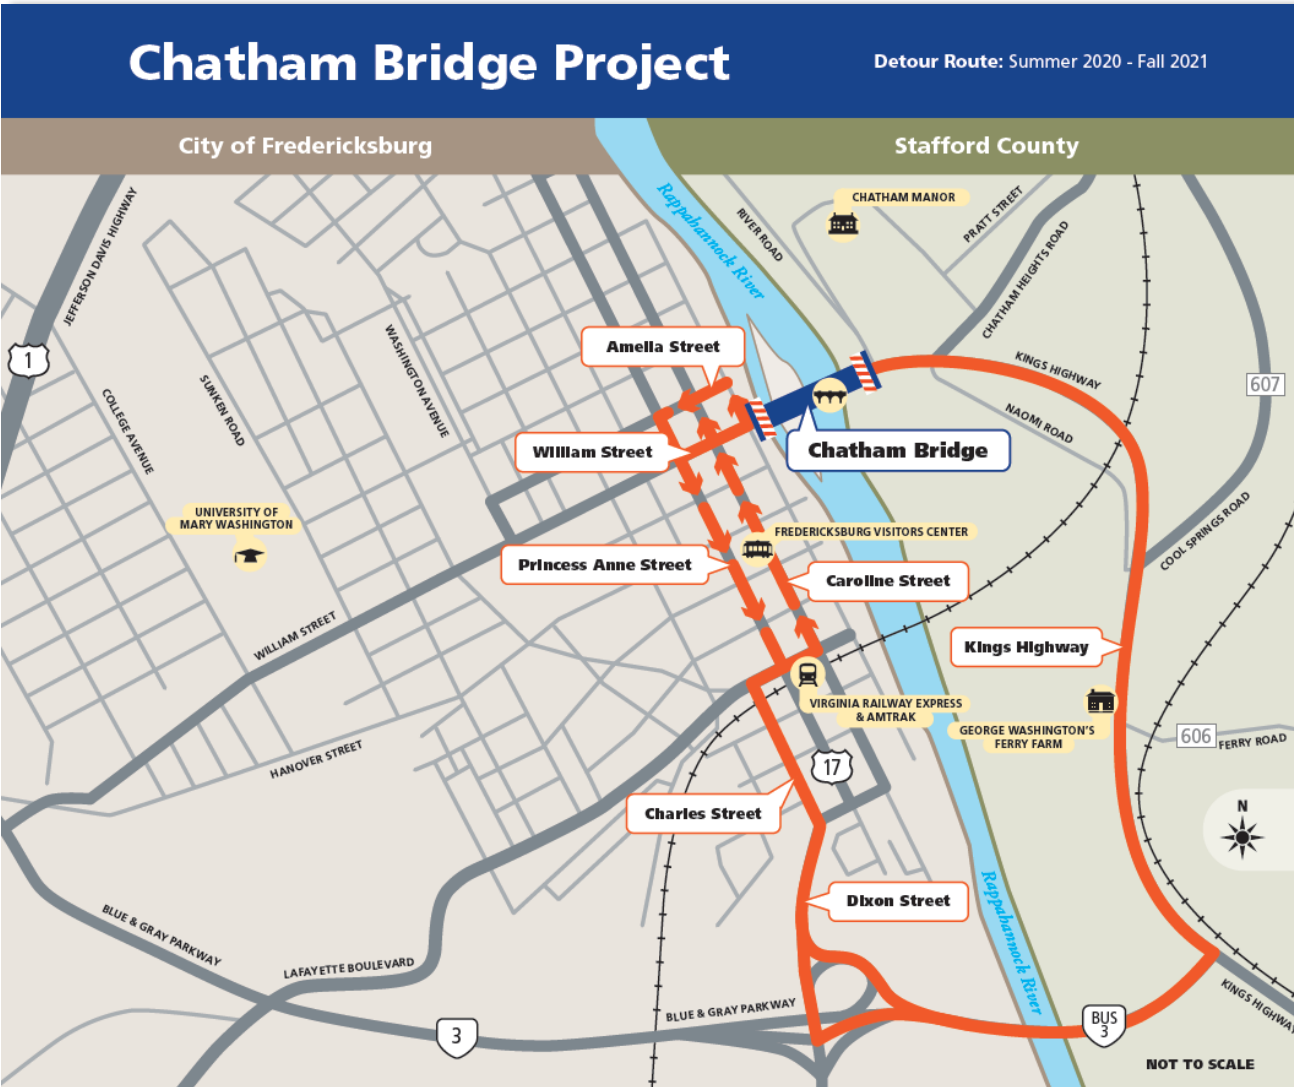 Chatham Bridge Project
Detour Route: Summer 2020 - Fall 2021
City of Fredericksburg
Stafford County
Rappahannock River
CHATHAM MANOR
RIVER ROAD
PRATT STREET
CHATHAM HEIGHTS ROAD
JEFFERSON DAVIS HIGHWAY
1
WASHINGTON AVENUE
SUNKEN ROAD
COLLEGE AVENUE
Amelia Street
KINGS HIGHWAY
607
NAOMI ROAD
William Street
Chatham Bridge
UNIVERSITY OF
MARY WASHINGTON
FREDERICKSBURG VISITORS CENTER
COOL SPRINGS ROAD
Princess Anne Street
Caroline Street
WILLIAM STREET
Kings Highway
VIRGINIA RAILWAY EXPRESS
& AMTRAK
GEORGE WASHINGTON'S
FERRY FARM
606
FERRY ROAD
HANOVER STREET
17
Charles Street
N
Dixon Street
Rappahannock River
BLUE & GRAY PARKWAY
LAFAYETTE BOULEVARD
BLUE & GRAY PARKWAY
3
BUS
3
KINGS HIGHWAY
NOT TO SCALE